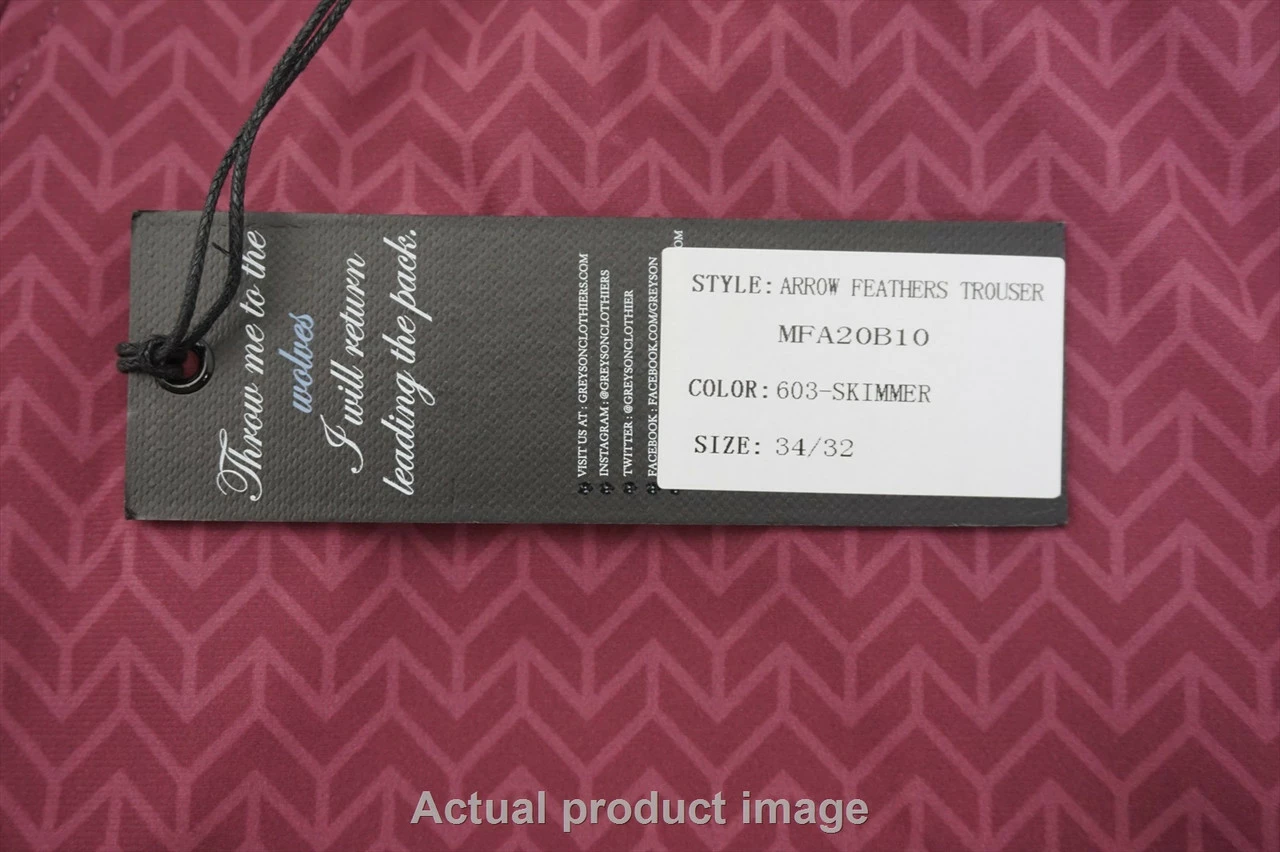 Throw me to the
wolves
I will return
leading the pack.
VISIT US AT : GREYSONCLOTHIERS.COM
INSTAGRAM : @GREYSONCLOTHIERS
TWITTER : @GREYSONCLOTHIER
FACEBOOK : FACEBOOK.COM/GREYSON
STYLE: ARROW FEATHERS TROUSER
MFA20B10
COLOR: 603-SKIMMER
SIZE: 34/32
Actual product image